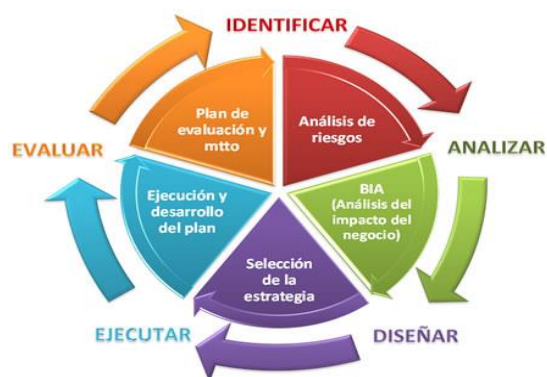 IDENTIFICAR
Análisis de
riesgos
ANALIZAR
BIA
(Análisis del
impacto del
negocio)
DISEÑAR
Selección
de la
estrategia
EJECUTAR
Ejecución y
desarrollo
del plan
EVALUAR
Plan de
evaluación y
mtto